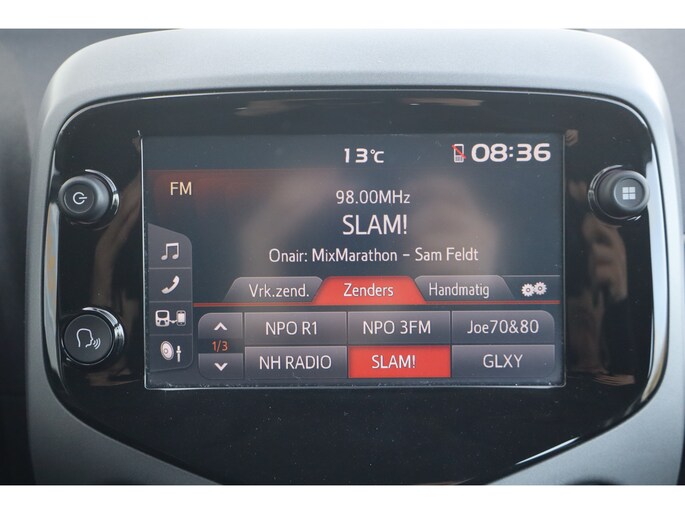 13°C 08:36
FM
98.00MHz
SLAM!
Onair: MixMarathon - Sam Feldt
Vrk.zend. Zenders Handmatig
NPO R1 NPO 3FM Joe70&80
1/3
NH RADIO SLAM! GLXY